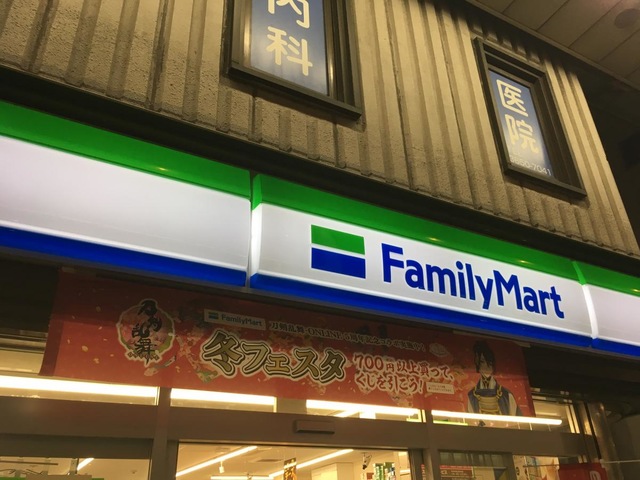 内科
医院
FamilyMart
刀剣乱舞
FamilyMart
冬フェスタ
700円以上買って
くじを引こう!